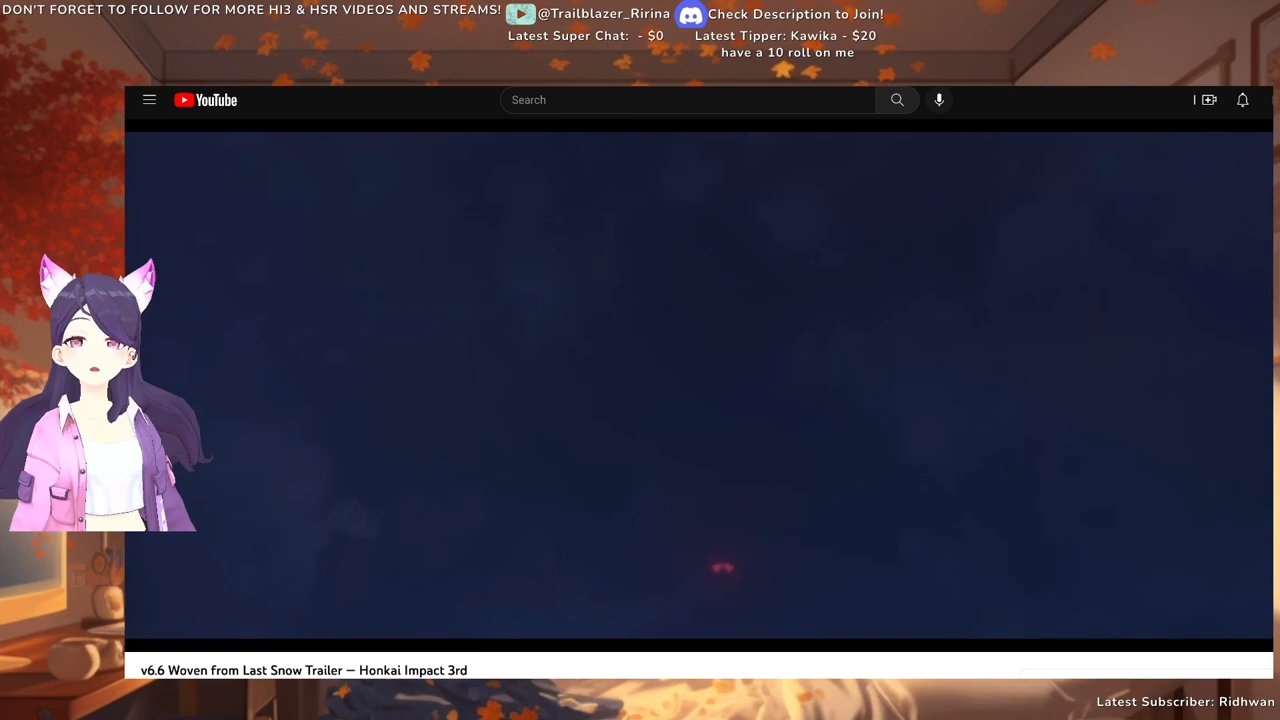 DON'T FORGET TO FOLLOW FOR MORE HI3 & HSR VIDEOS AND STREAMS!
@Trailblazer_Ririna
Check Description to Join!
Latest Super Chat:  - $0
Latest Tipper: Kawika - $20
have a 10 roll on me
YouTube
Search
v6.6 Woven from Last Snow Trailer – Honkai Impact 3rd
Latest Subscriber: Ridhwan